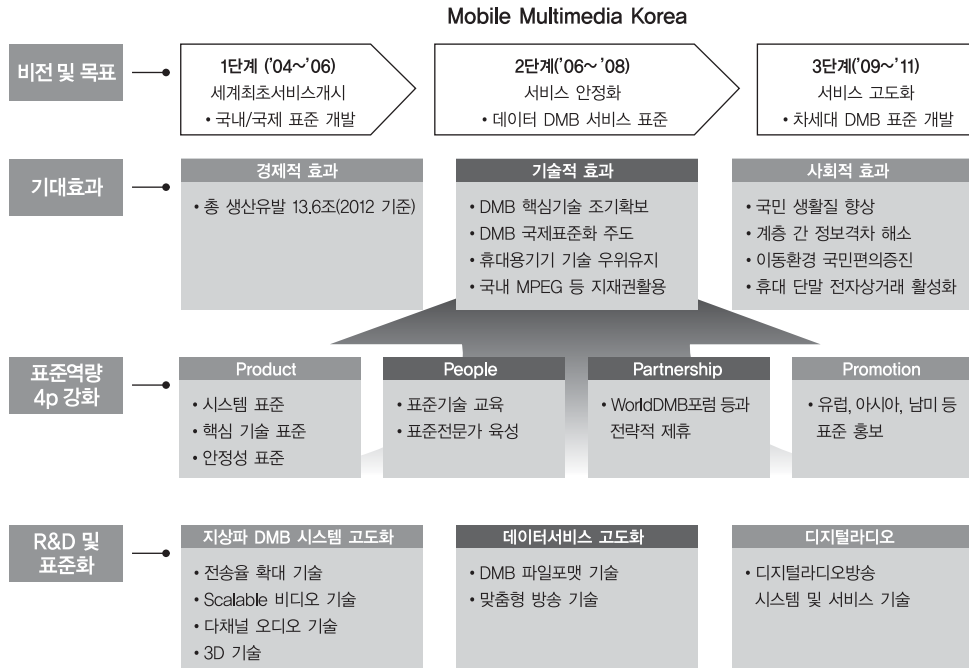 Mobile Multimedia Korea
비전 및 목표
1단계 ('04~'06)
세계최초서비스개시
• 국내/국제 표준 개발
2단계('06~'08)
서비스 안정화
• 데이터 DMB 서비스 표준
3단계('09~'11)
서비스 고도화
• 차세대 DMB 표준 개발
기대효과
경제적 효과
• 총 생산유발 13.6조(2012 기준)
기술적 효과
• DMB 핵심기술 조기확보
• DMB 국제표준화 주도
• 휴대용기기 기술 우위유지
• 국내 MPEG 등 지재권활용
사회적 효과
• 국민 생활질 향상
• 계층 간 정보격차 해소
• 이동환경 국민편의증진
• 휴대 단말 전자상거래 활성화
표준역량
4p 강화
Product
• 시스템 표준
• 핵심 기술 표준
• 안정성 표준
People
• 표준기술 교육
• 표준전문가 육성
Partnership
• WorldDMB포럼 등과
전략적 제휴
Promotion
• 유럽, 아시아, 남미 등
표준 홍보
R&D 및
표준화
지상파 DMB 시스템 고도화
• 전송율 확대 기술
• Scalable 비디오 기술
• 다채널 오디오 기술
• 3D 기술
데이터서비스 고도화
• DMB 파일포맷 기술
• 맞춤형 방송 기술
디지털라디오
• 디지털라디오방송
시스템 및 서비스 기술